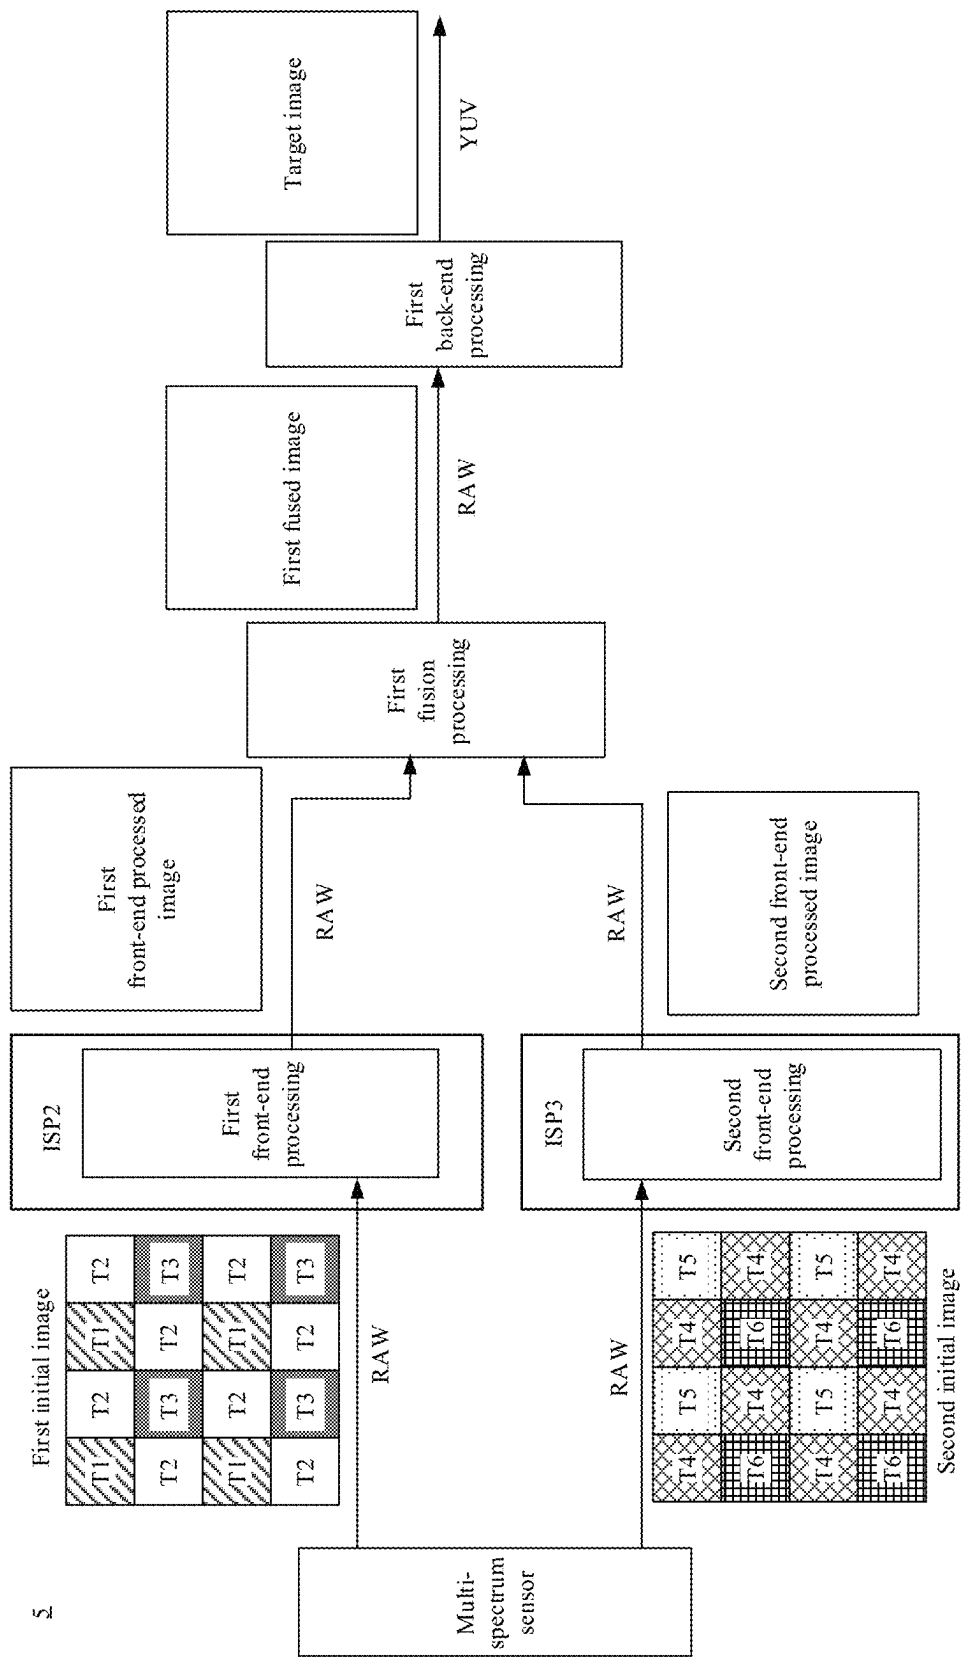 5
First initial image
T1 T2 T1 T2
T2 T3 T2 T3
T1 T2 T1 T2
T2 T3 T2 T3
RAW
Multi-
spectrum
sensor
RAW
T4 T5 T4 T5
T6 T4 T6 T4
T4 T5 T4 T5
T6 T4 T6 T4
Second initial image
ISP2
First
front-end
processing
ISP3
Second
front-end
processing
First
front-end processed
image
RAW
RAW
Second front-end
processed image
First
fusion
processing
First fused image
RAW
First
back-end
processing
Target image
YUV